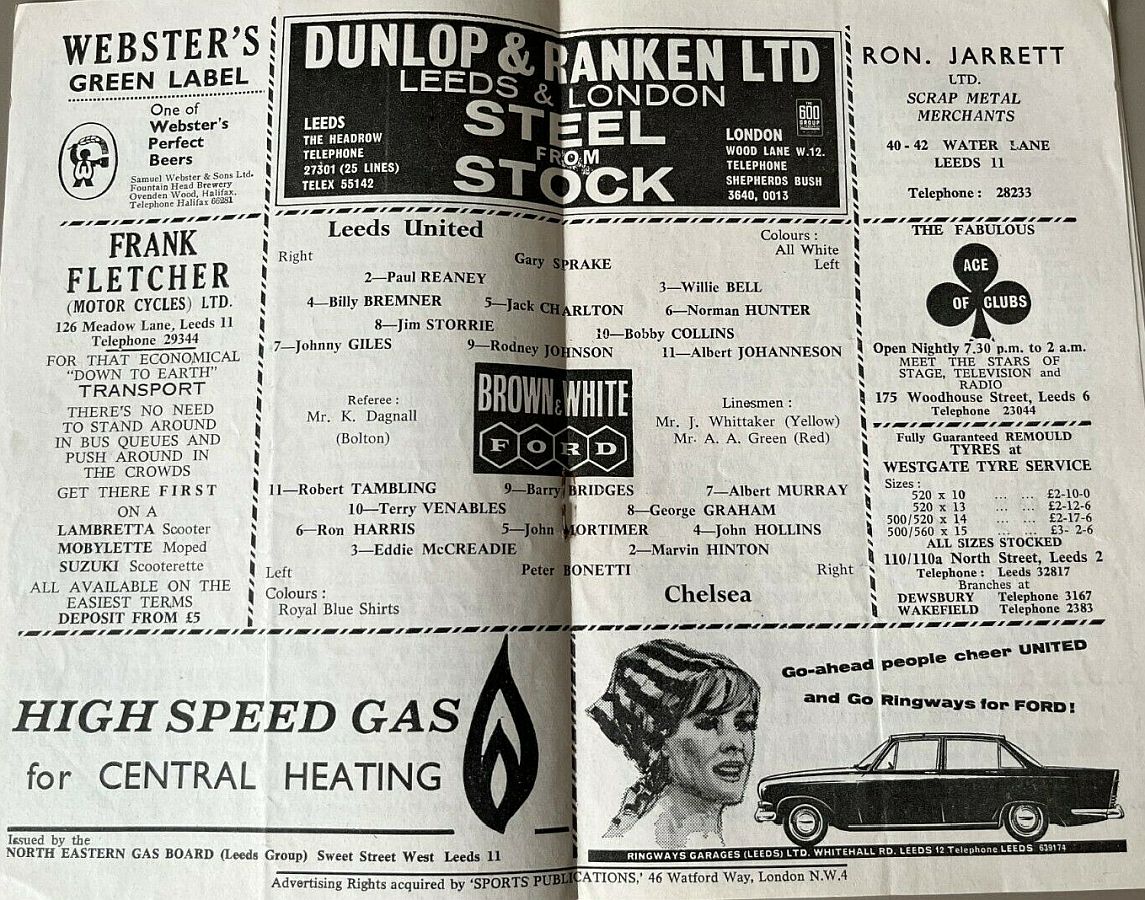 WEBSTER'S
GREEN LABEL
One of
Webster's
Perfect
Beers
Samuel Webster & Sons Ltd.
Fountain Head Brewery
Ovenden Wood, Halifax.
Telephone Halifax 66281
DUNLOP & RANKEN LTD
LEEDS & LONDON
STEEL
FROM
STOCK
LEEDS
THE HEADROW
TELEPHONE
27301 (25 LINES)
TELEX 55142
THE
600
GROUP
LONDON
WOOD LANE W.12.
TELEPHONE
SHEPHERDS BUSH
3640, 0013
RON. JARRETT
LTD.
SCRAP METAL
MERCHANTS
40-42 WATER LANE
LEEDS 11
Telephone: 28233
FRANK
FLETCHER
(MOTOR CYCLES) LTD.
126 Meadow Lane, Leeds 11
Telephone 29344
FOR THAT ECONOMICAL
"DOWN TO EARTH"
TRANSPORT
THERE'S NO NEED
TO STAND AROUND
IN BUS QUEUES AND
PUSH AROUND IN
THE CROWDS
GET THERE FIRST
ON A
LAMBRETTA Scooter
MOBYLETTE Moped
SUZUKI Scooterette
ALL AVAILABLE ON THE
EASIEST TERMS
DEPOSIT FROM £5
Leeds United
Colours:
All White
Right
Left
Gary SPRAKE
2—Paul REANEY
3—Willie BELL
4—Billy BREMNER
5—Jack CHARLTON
6—Norman HUNTER
8—Jim STORRIE
10—Bobby COLLINS
7—Johnny GILES
9—Rodney JOHNSON
11—Albert JOHANNESON
Referee:
Mr. K. Dagnall
(Bolton)
BROWN & WHITE
FORD
Linesmen:
Mr. J. Whittaker (Yellow)
Mr. A. A. Green (Red)
11—Robert TAMBLING
9—Barry BRIDGES
7—Albert MURRAY
10—Terry VENABLES
8—George GRAHAM
6—Ron HARRIS
5—John MORTIMER
4—John HOLLINS
3—Eddie McCREADIE
2—Marvin HINTON
Left
Peter BONETTI
Right
Colours:
Royal Blue Shirts
Chelsea
THE FABULOUS
ACE
OF CLUBS
Open Nightly 7.30 p.m. to 2 a.m.
MEET THE STARS OF
STAGE, TELEVISION and
RADIO
175 Woodhouse Street, Leeds 6
Telephone 23044
Fully Guaranteed REMOULD
TYRES at
WESTGATE TYRE SERVICE
Sizes:
520 x 10 ... ... £2-10-0
520 x 13 ... ... £2-12-6
500/520 x 14 ... ... £2-17-6
500/560 x 15 ... ... £3- 2-6
ALL SIZES STOCKED
110/110a North Street, Leeds 2
Telephone: Leeds 32817
Branches at
DEWSBURY Telephone 3167
WAKEFIELD Telephone 2383
HIGH SPEED GAS
for CENTRAL HEATING
Issued by the
NORTH EASTERN GAS BOARD (Leeds Group) Sweet Street West Leeds 11
Go-ahead people cheer UNITED
and Go Ringways for FORD!
RINGWAYS GARAGES (LEEDS) LTD. WHITEHALL RD. LEEDS 12 Telephone LEEDS 639174
Advertising Rights acquired by 'SPORTS PUBLICATIONS,' 46 Watford Way, London N.W.4